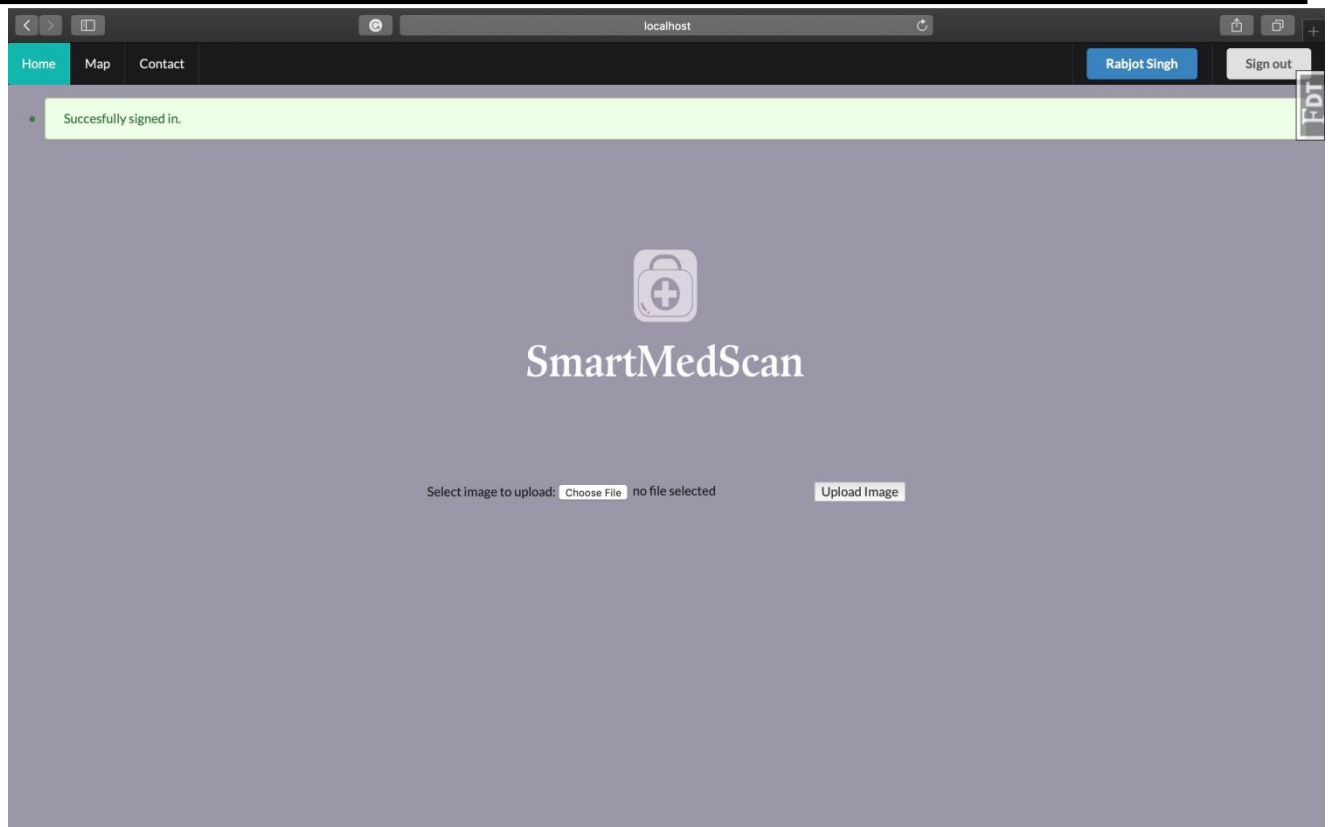 localhost
Home Map Contact Rabjot Singh Sign out
FDT
Succesfully signed in.
SmartMedScan
Select image to upload: Choose File no file selected Upload Image